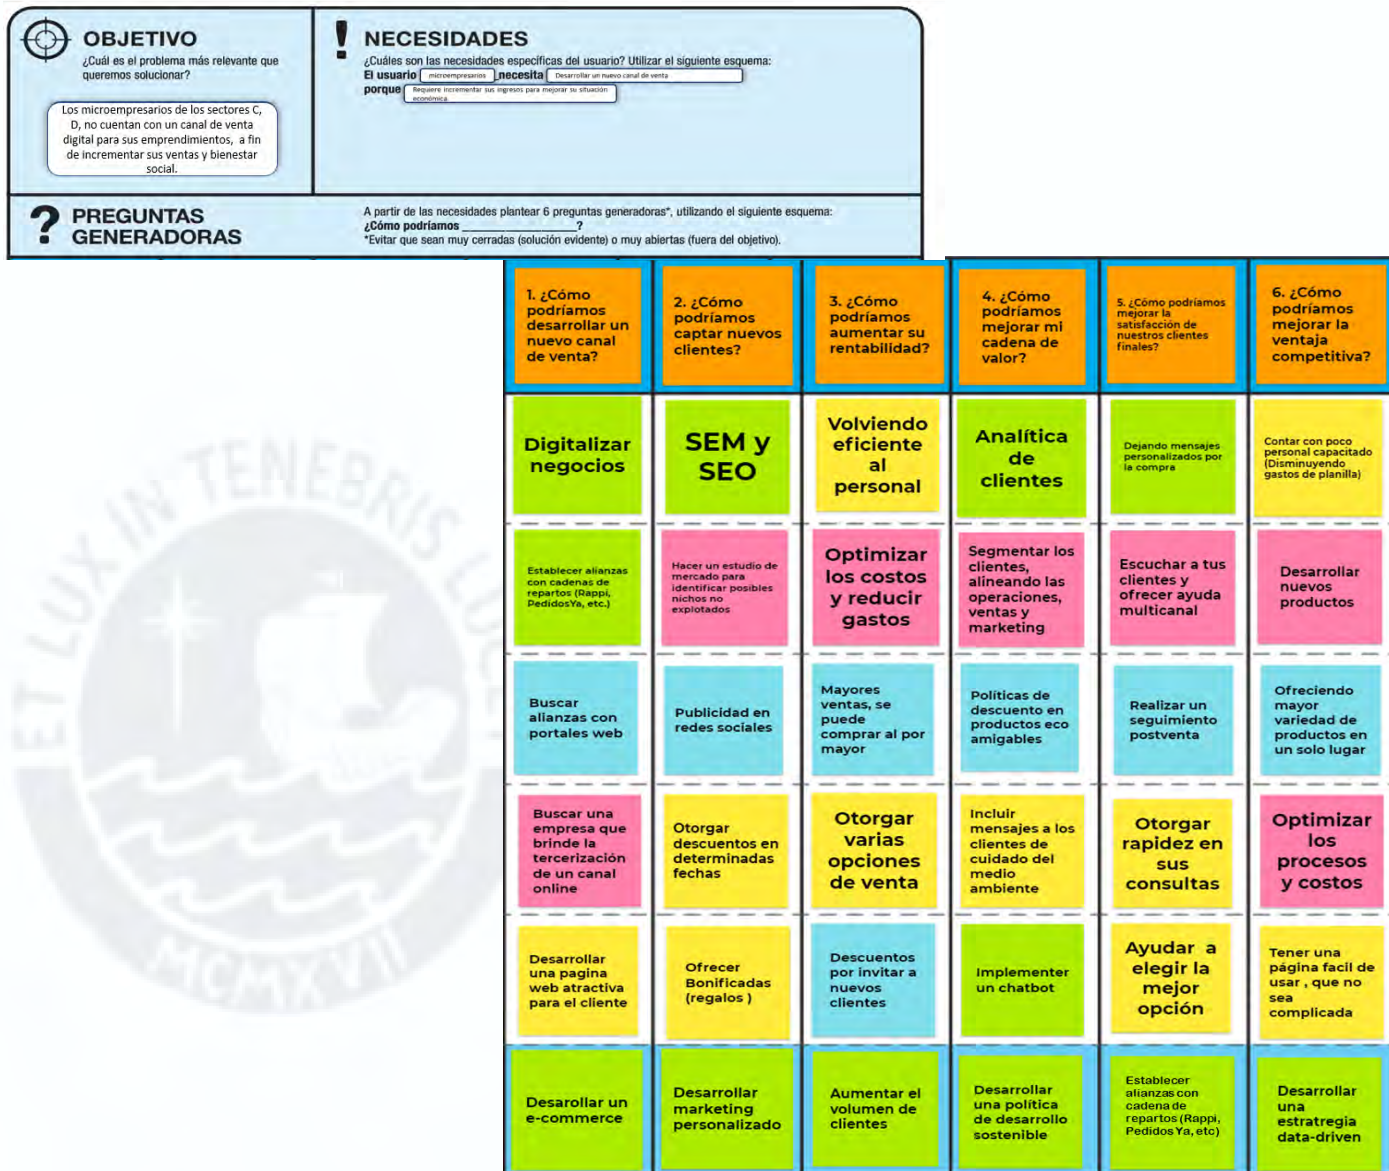 OBJETIVO
¿Cuál es el problema más relevante que
queremos solucionar?
Los microempresarios de los sectores C,
D, no cuentan con un canal de venta
digital para sus emprendimientos, a fin
de incrementar sus ventas y bienestar
social.
! NECESIDADES
¿Cuáles son las necesidades específicas del usuario? Utilizar el siguiente esquema:
El usuario microempresarios necesita Desarrollar un nuevo canal de venta
porque Requiere incrementar sus ingresos para mejorar su situación
económica.
? PREGUNTAS
GENERADORAS
A partir de las necesidades plantear 6 preguntas generadoras*, utilizando el siguiente esquema:
¿Cómo podríamos ____________________?
*Evitar que sean muy cerradas (solución evidente) o muy abiertas (fuera del objetivo).
1. ¿Cómo
podríamos
desarrollar un
nuevo canal
de venta?
2. ¿Cómo
podríamos
captar nuevos
clientes?
3. ¿Cómo
podríamos
aumentar su
rentabilidad?
4. ¿Cómo
podríamos
mejorar mi
cadena de
valor?
5. ¿Cómo podríamos
mejorar la
satisfacción de
nuestros clientes
finales?
6. ¿Cómo
podríamos
mejorar la
ventaja
competitiva?
Digitalizar
negocios
SEM y
SEO
Volviendo
eficiente
al
personal
Analítica
de
clientes
Dejando mensajes
personalizados por
la compra
Contar con poco
personal capacitado
(Disminuyendo
gastos de planilla)
Establecer alianzas
con cadenas de
repartos (Rappi,
PedidosYa, etc.)
Hacer un estudio de
mercado para
identificar posibles
nichos no
explotados
Optimizar
los costos
y reducir
gastos
Segmentar los
clientes,
alineando las
operaciones,
ventas y
marketing
Escuchar a tus
clientes y
ofrecer ayuda
multicanal
Desarrollar
nuevos
productos
Buscar
alianzas con
portales web
Publicidad en
redes sociales
Mayores
ventas, se
puede
comprar al por
mayor
Políticas de
descuento en
productos eco
amigables
Realizar un
seguimiento
postventa
Ofreciendo
mayor
variedad de
productos en
un solo lugar
Buscar una
empresa que
brinde la
tercerización
de un canal
online
Otorgar
descuentos en
determinadas
fechas
Otorgar
varias
opciones
de venta
Incluir
mensajes a los
clientes de
cuidado del
medio
ambiente
Otorgar
rapidez en
sus
consultas
Optimizar
los
procesos
y costos
Desarrollar
una pagina
web atractiva
para el cliente
Ofrecer
Bonificadas
(regalos )
Descuentos
por invitar a
nuevos
clientes
Implementer
un chatbot
Ayudar a
elegir la
mejor
opción
Tener una
página facil de
usar , que no
sea
complicada
Desarollar un
e-commerce
Desarrollar
marketing
personalizado
Aumentar el
volumen de
clientes
Desarrollar
una política
de desarrollo
sostenible
Establecer
alianzas con
cadena de
repartos (Rappi,
PedidosYa, etc)
Desarrollar
una
estratregia
data-driven
ET LUX IN TENEBRIS LUCET
MCMXVII